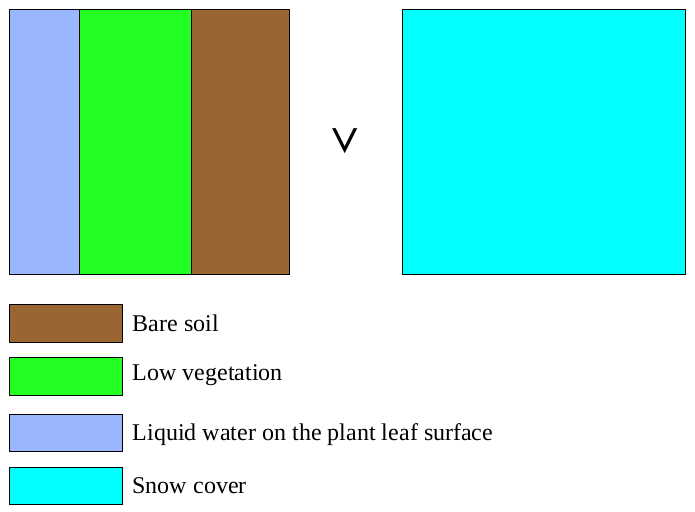 ∨
Bare soil
Low vegetation
Liquid water on the plant leaf surface
Snow cover